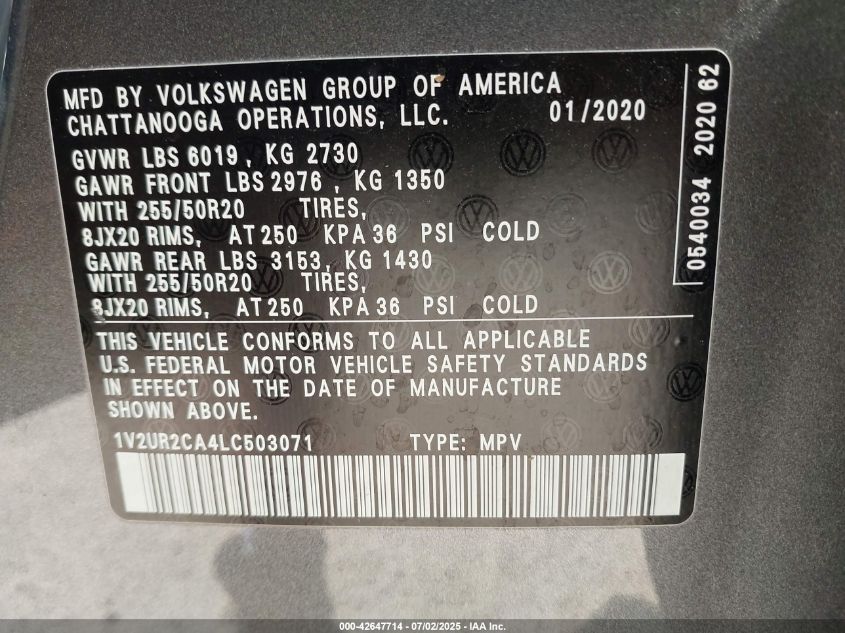 MFD BY VOLKSWAGEN GROUP OF AMERICA
CHATTANOOGA OPERATIONS, LLC. 01/2020
GVWR LBS 6019, KG 2730
GAWR FRONT LBS 2976, KG 1350
WITH 255/50R20 TIRES,
8JX20 RIMS, AT 250 KPA 36 PSI COLD
GAWR REAR LBS 3153, KG 1430
WITH 255/50R20 TIRES,
8JX20 RIMS, AT 250 KPA 36 PSI COLD
THIS VEHICLE CONFORMS TO ALL APPLICABLE
U.S. FEDERAL MOTOR VEHICLE SAFETY STANDARDS
IN EFFECT ON THE DATE OF MANUFACTURE
SHOWN ABOVE.
1V2UR2CA4LC503071 TYPE: MPV
0540034 2020 62
000-42647714 - 07/02/2025 - IAA Inc.